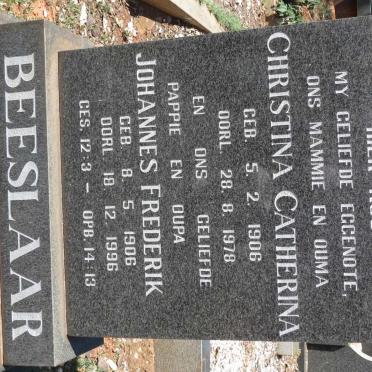 MY GELIEFDE EGGENOTE,
ONS MAMMIE EN OUMA
CHRISTINA CATHERINA
GEB. 5. 2. 1906
OORL. 28. 8. 1978
EN ONS GELIEFDE
PAPPIE EN OUPA
JOHANNES FREDERIK
GEB 8. 5. 1906
OORL 18. 12. 1996
GES. 12:3 – OPB. 14:13
BEESLAAR